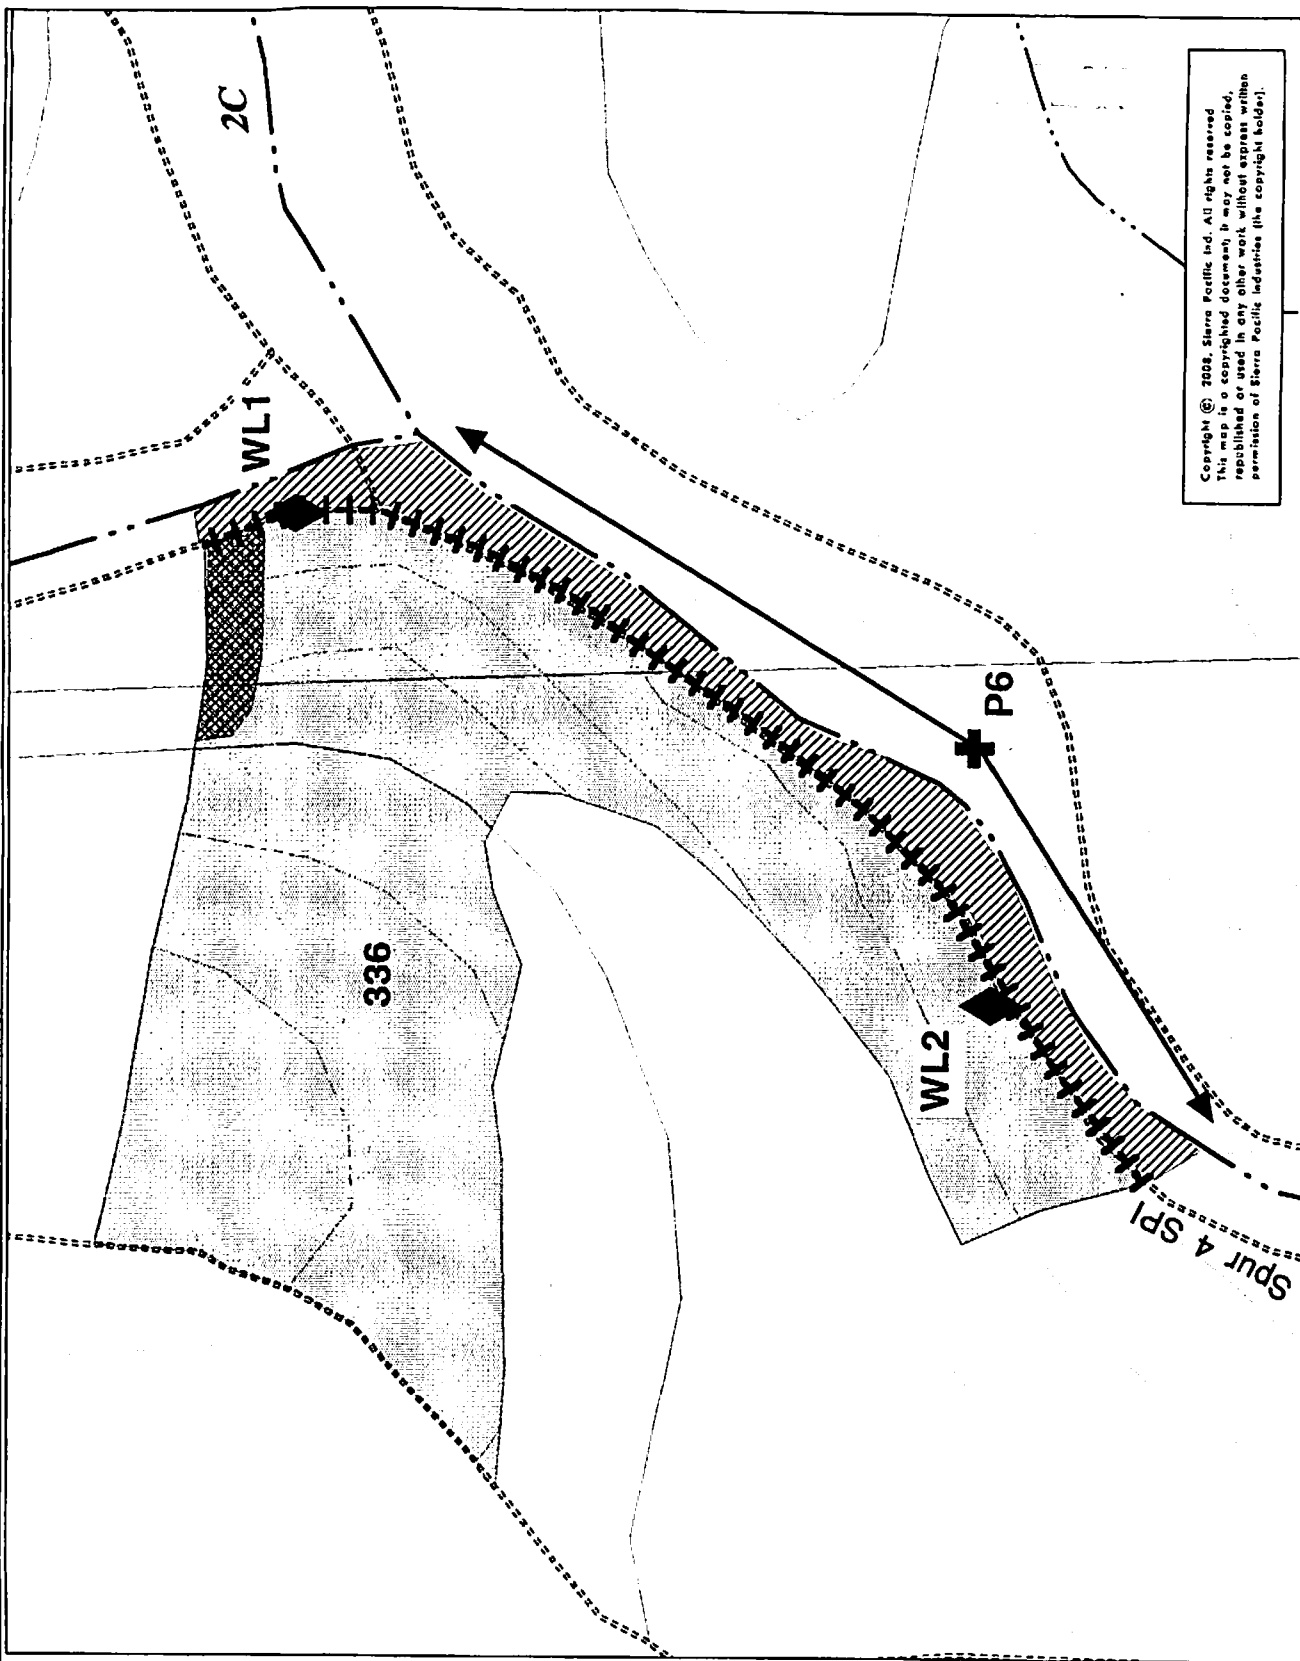 2C
WL1
P6
336
WL2
Spur 4 SPI
Copyright © 2008, Sierra Pacific Ind. All rights reserved
This map is a copyrighted document; it may not be copied,
republished or used in any other work without express written
permission of Sierra Pacific Industries (the copyright holder).